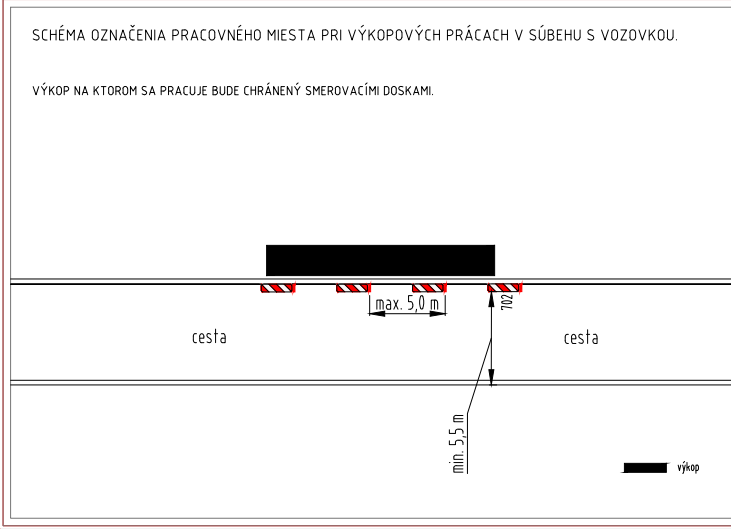 SCHÉMA OZNAČENIA PRACOVNÉHO MIESTA PRI VÝKOPOVÝCH PRÁCACH V SÚBEHU S VOZOVKOU.
VÝKOP NA KTOROM SA PRACUJE BUDE CHRÁNENÝ SMEROVACÍMI DOSKAMI.
max. 5,0 m
702
cesta
cesta
min. 5,5 m
výkop